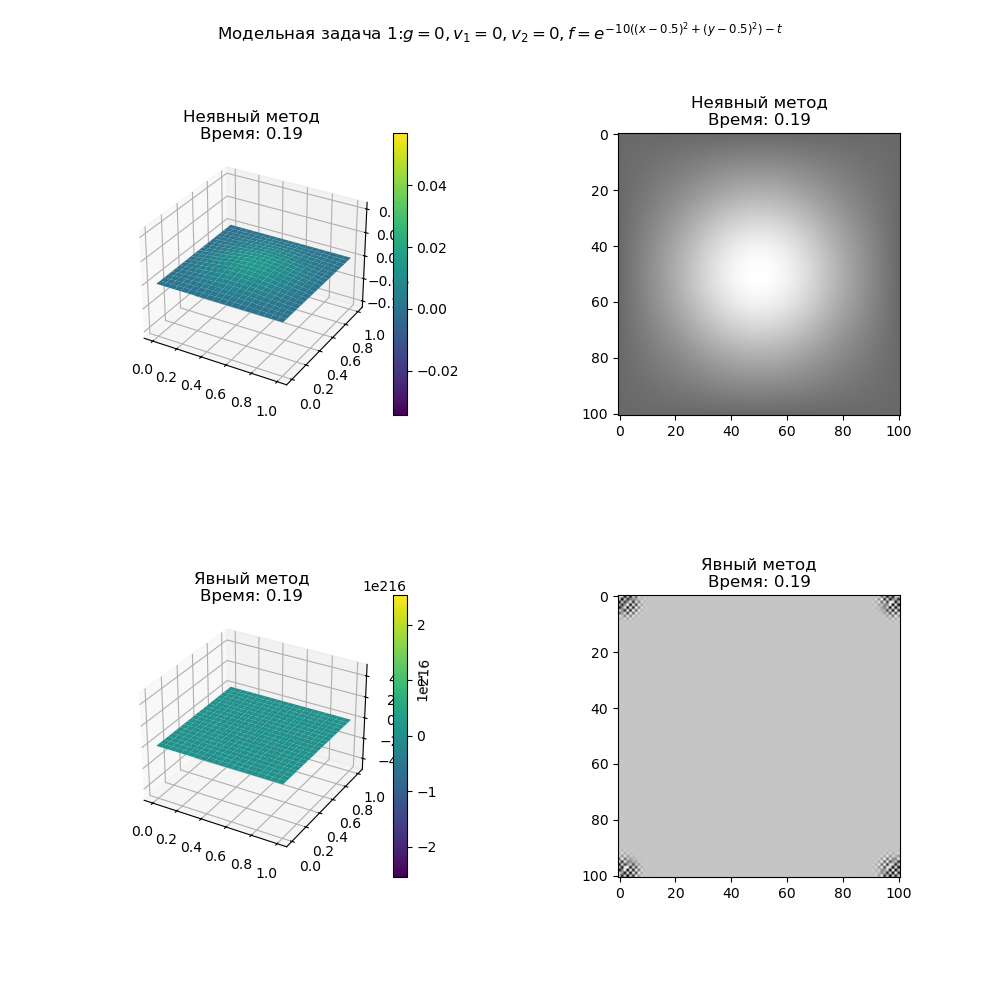 Модельная задача 1:g = 0, v₁ = 0, v₂ = 0, f = e^{−10((x−0.5)²+(y−0.5)²)−t}
Неявный метод
Время: 0.19
0.04
0.02
0.00
−0.02
0.0 0.2 0.4 0.6 0.8 1.0
0.0 0.2 0.4 0.6 0.8 1.0
Неявный метод
Время: 0.19
0
20
40
60
80
100
0 20 40 60 80 100
Явный метод
Время: 0.19
1e216
2
1
0
−1
−2
1e216
0.0 0.2 0.4 0.6 0.8 1.0
0.0 0.2 0.4 0.6 0.8 1.0
Явный метод
Время: 0.19
0
20
40
60
80
100
0 20 40 60 80 100